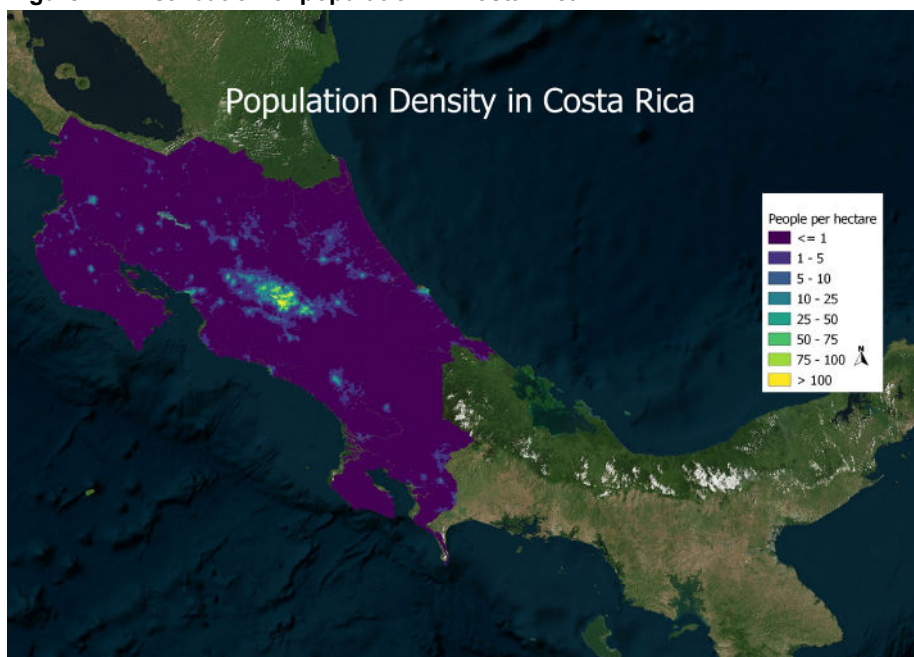 Population Density in Costa Rica
People per hectare
<= 1
1 - 5
5 - 10
10 - 25
25 - 50
50 - 75
75 - 100
N
> 100